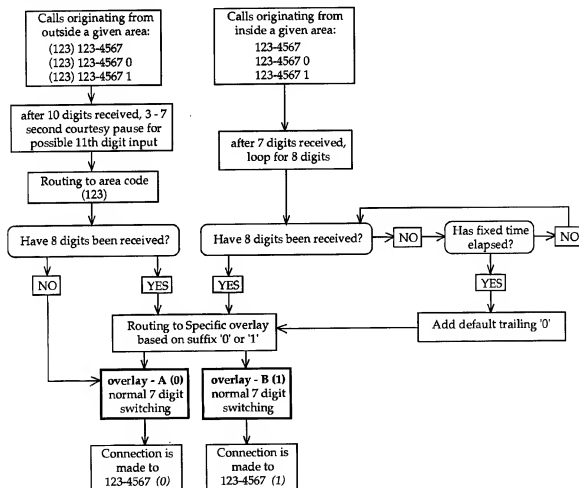 Calls originating from
outside a given area:
(123) 123-4567
(123) 123-4567 0
(123) 123-4567 1
Calls originating from
inside a given area:
123-4567
123-4567 0
123-4567 1
after 10 digits received, 3 - 7
second courtesy pause for
possible 11th digit input
after 7 digits received,
loop for 8 digits
Routing to area code
(123)
Have 8 digits been received?
Have 8 digits been received?
NO
Has fixed time
elapsed?
NO
NO
YES
YES
YES
YES
Routing to Specific overlay
based on suffix '0' or '1'
Add default trailing '0'
overlay - A (0)
normal 7 digit
switching
overlay - B (1)
normal 7 digit
switching
Connection is
made to
123-4567 (0)
Connection is
made to
123-4567 (1)